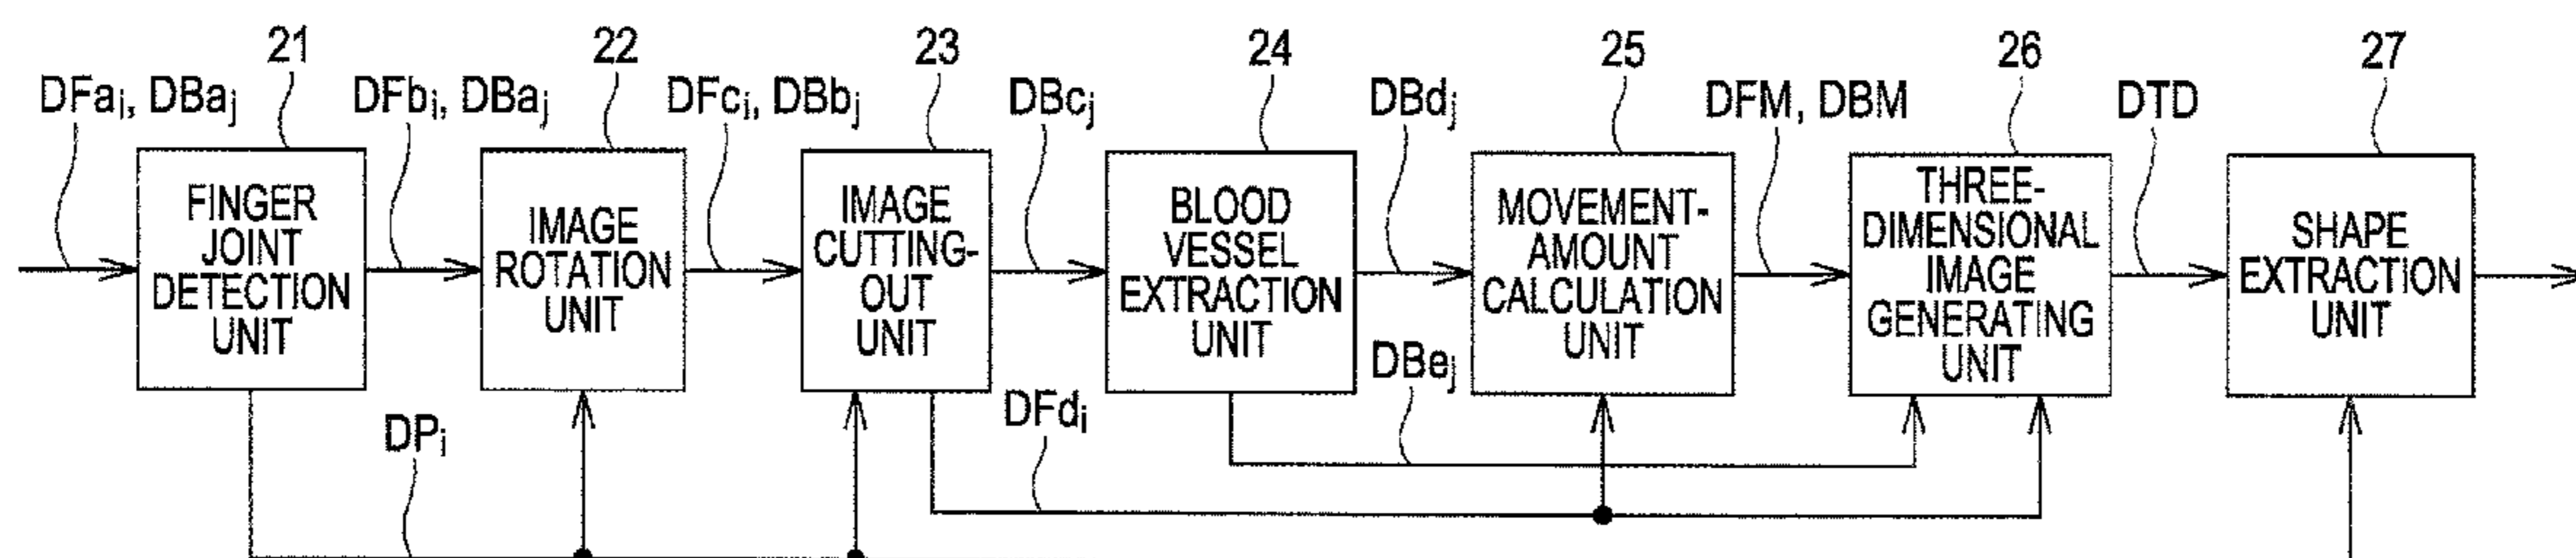 21 22 23 24 25 26 27
DFai, DBaj DFbi, DBaj DFci, DBbj DBcj DBdj DFM, DBM DTD
FINGER
JOINT
DETECTION
UNIT
IMAGE
ROTATION
UNIT
IMAGE
CUTTING-
OUT
UNIT
BLOOD
VESSEL
EXTRACTION
UNIT
MOVEMENT-
AMOUNT
CALCULATION
UNIT
THREE-
DIMENSIONAL
IMAGE
GENERATING
UNIT
SHAPE
EXTRACTION
UNIT
DBej
DFdi
DPi